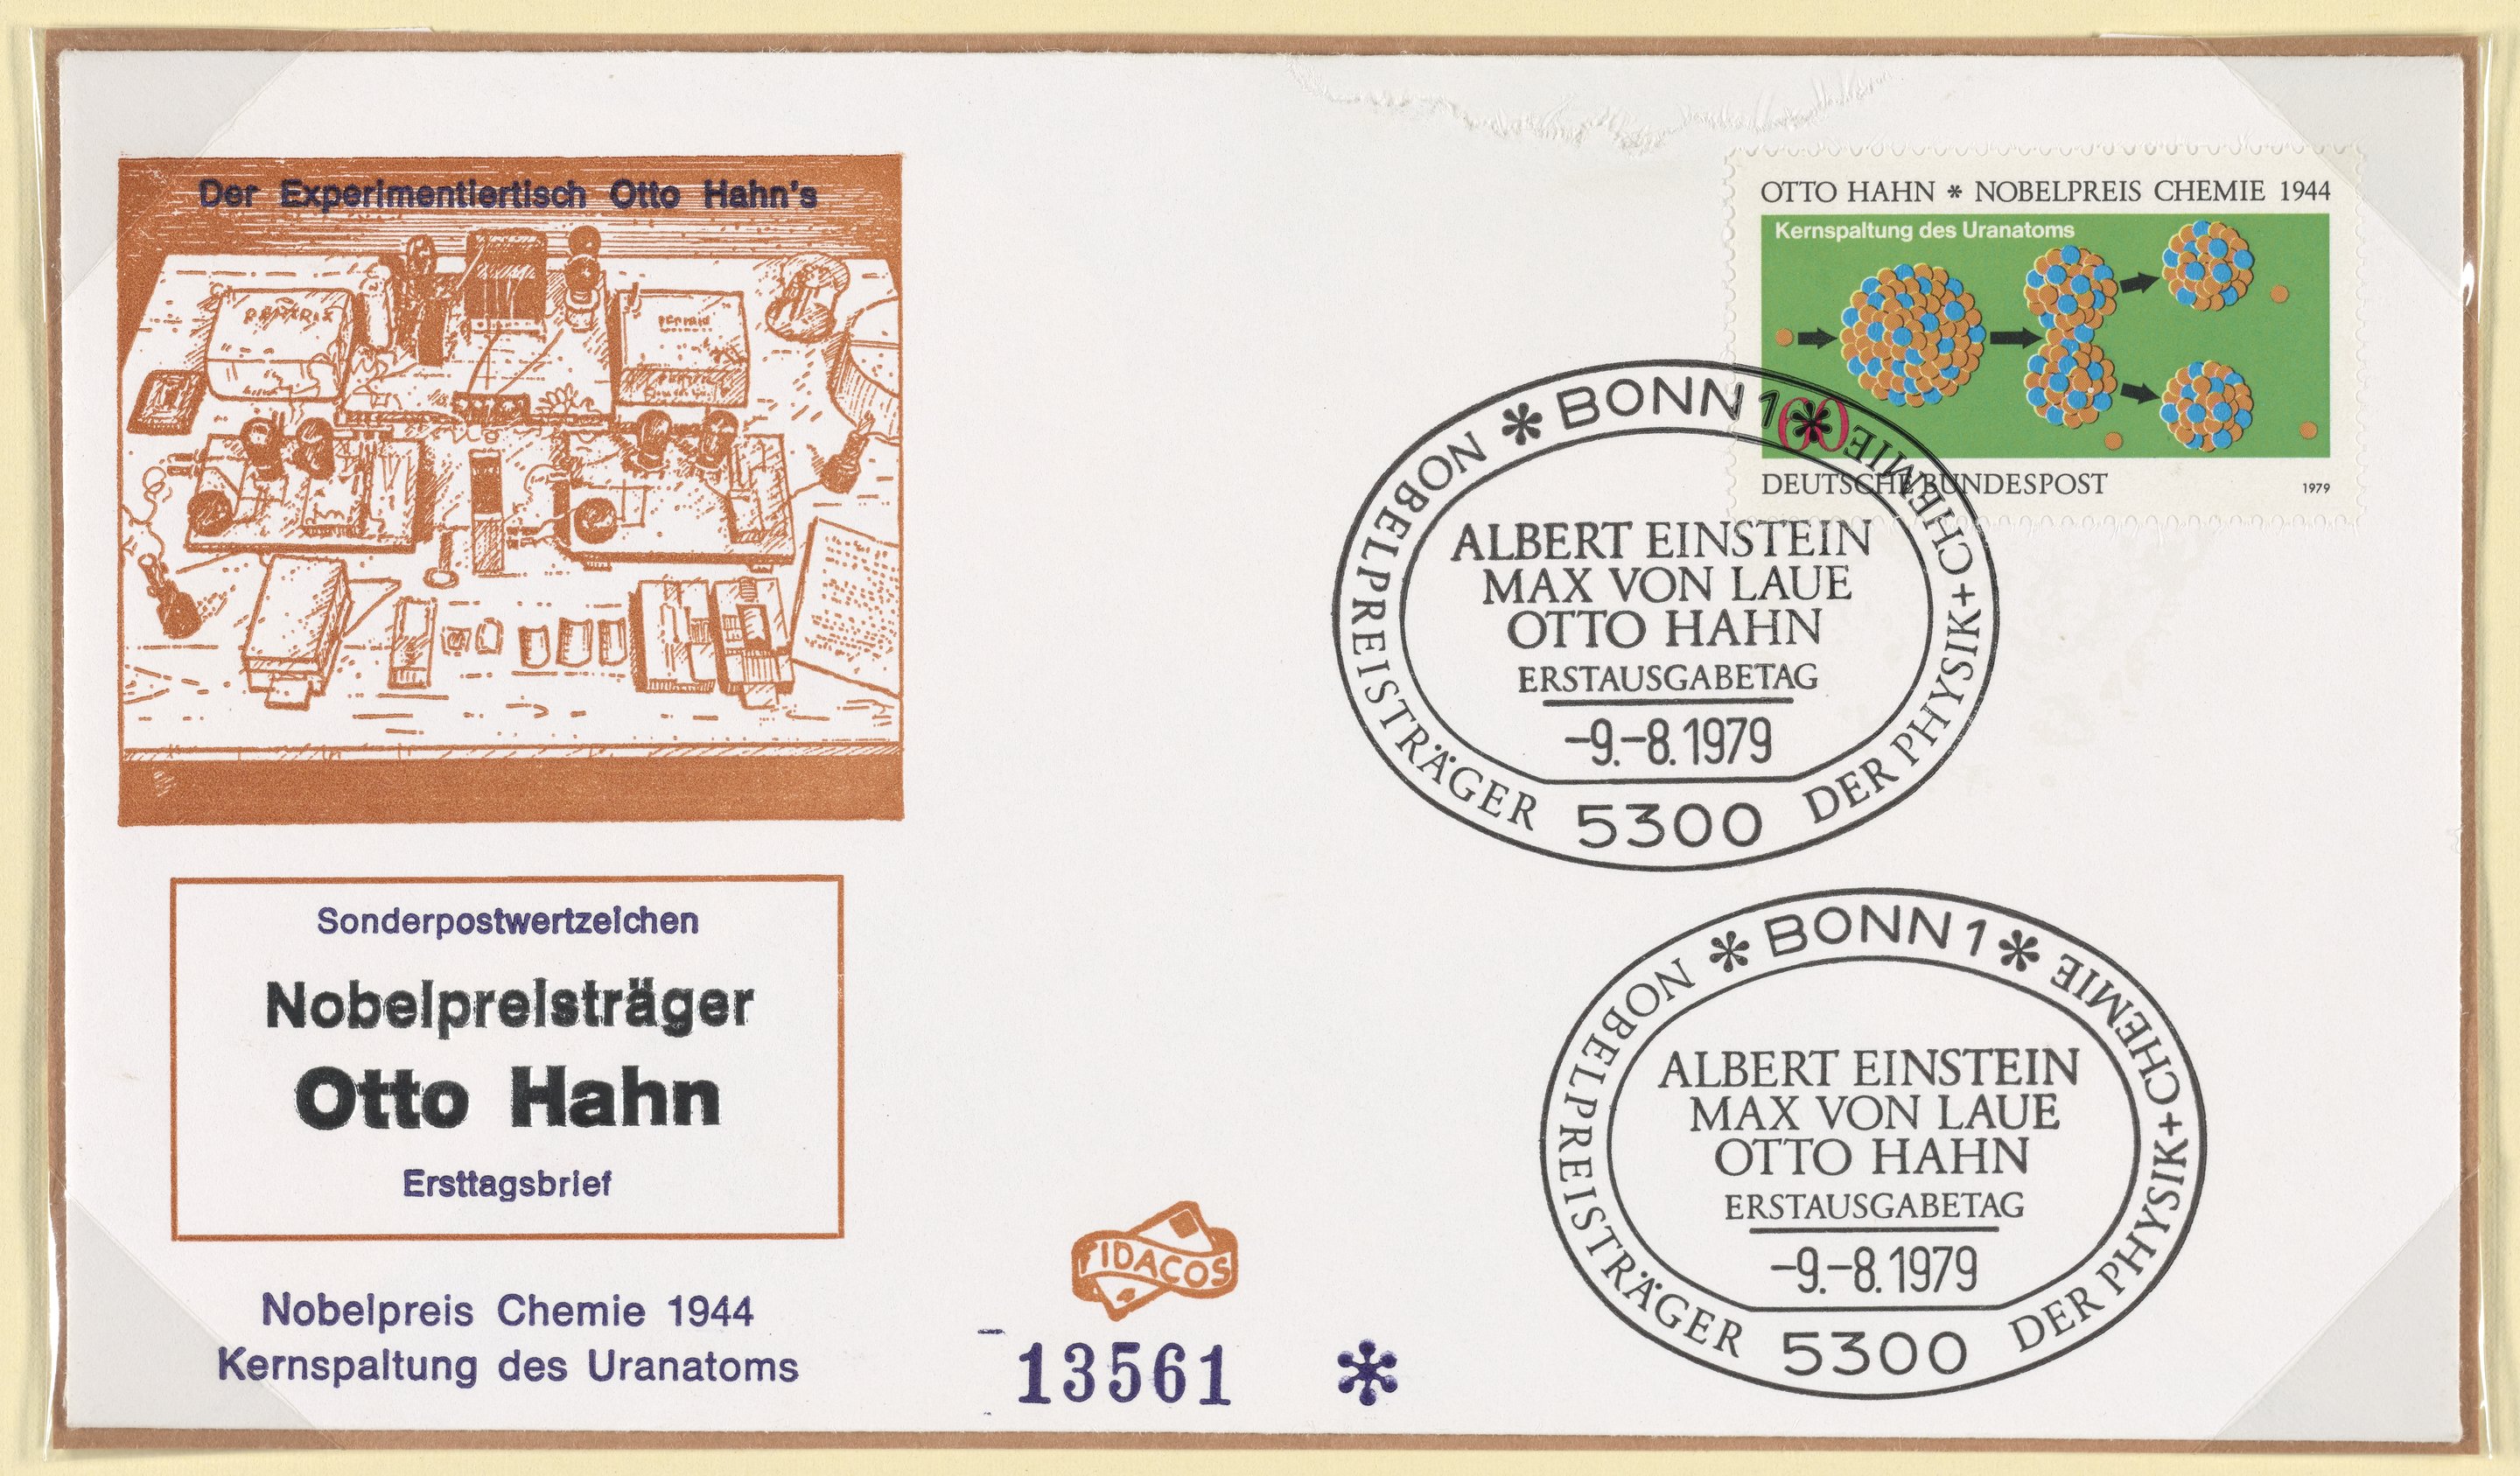 Der Experimentiertisch Otto Hahn's
PERTRIX
Sonderpostwertzeichen
Nobelpreisträger
Otto Hahn
Ersttagsbrief
Nobelpreis Chemie 1944
Kernspaltung des Uranatoms
FIDACOS
13561 *
OTTO HAHN * NOBELPREIS CHEMIE 1944
Kernspaltung des Uranatoms
60
DEUTSCHE BUNDESPOST 1979
* BONN 1 *
NOBELPREISTRÄGER DER PHYSIK+CHEMIE
ALBERT EINSTEIN
MAX VON LAUE
OTTO HAHN
ERSTAUSGABETAG
-9.-8.1979
5300
* BONN 1 *
NOBELPREISTRÄGER DER PHYSIK+CHEMIE
ALBERT EINSTEIN
MAX VON LAUE
OTTO HAHN
ERSTAUSGABETAG
-9.-8.1979
5300